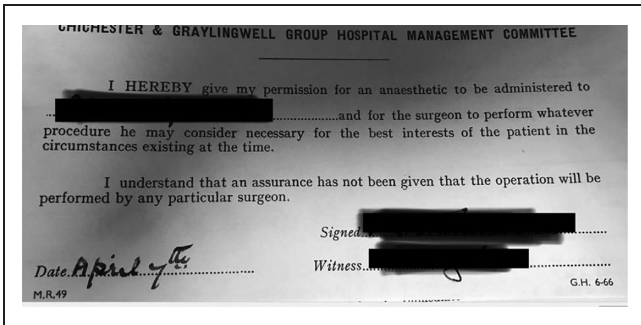 CHICHESTER & GRAYLINGWELL GROUP HOSPITAL MANAGEMENT COMMITTEE
I HEREBY give my permission for an anaesthetic to be administered to
...............and for the surgeon to perform whatever
procedure he may consider necessary for the best interests of the patient in the
circumstances existing at the time.
I understand that an assurance has not been given that the operation will be
performed by any particular surgeon.
Signed
Witness
Date April 7th
M.R.49
G.H. 6-66